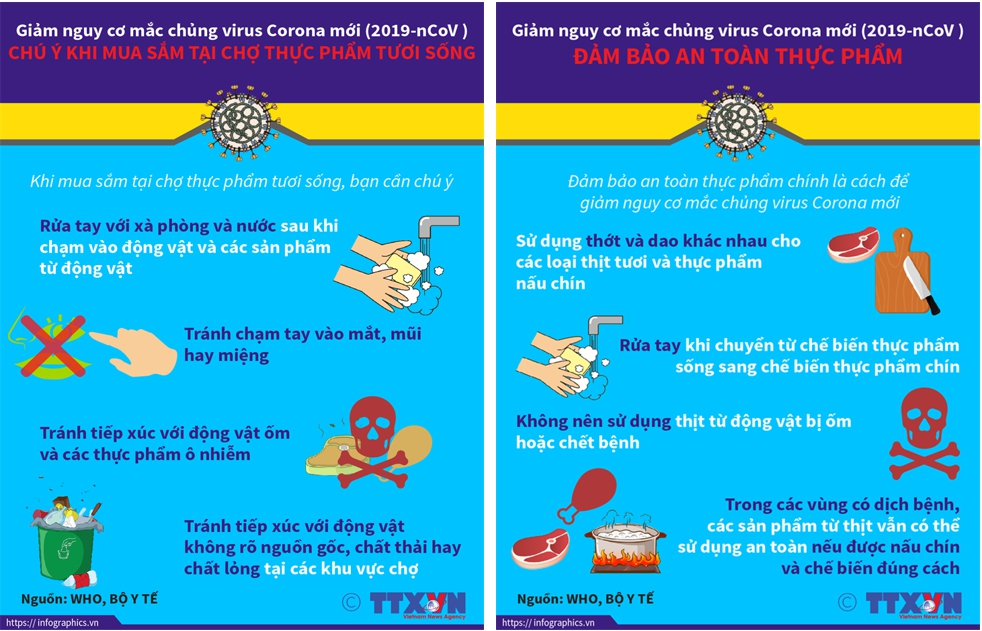 Giảm nguy cơ mắc chủng virus Corona mới (2019-nCoV )
CHÚ Ý KHI MUA SẮM TẠI CHỢ THỰC PHẨM TƯƠI SỐNG
Khi mua sắm tại chợ thực phẩm tươi sống, bạn cần chú ý
Rửa tay với xà phòng và nước sau khi
chạm vào động vật và các sản phẩm
từ động vật
Tránh chạm tay vào mắt, mũi
hay miệng
Tránh tiếp xúc với động vật ốm
và các thực phẩm ô nhiễm
Tránh tiếp xúc với động vật
không rõ nguồn gốc, chất thải hay
chất lỏng tại các khu vực chợ
Nguồn: WHO, BỘ Y TẾ
© TTXVN
Vietnam News Agency
https:// infographics.vn
Giảm nguy cơ mắc chủng virus Corona mới (2019-nCoV )
ĐẢM BẢO AN TOÀN THỰC PHẨM
Đảm bảo an toàn thực phẩm chính là cách để
giảm nguy cơ mắc chủng virus Corona mới
Sử dụng thớt và dao khác nhau cho
các loại thịt tươi và thực phẩm
nấu chín
Rửa tay khi chuyển từ chế biến thực phẩm
sống sang chế biến thực phẩm chín
Không nên sử dụng thịt từ động vật bị ốm
hoặc chết bệnh
Trong các vùng có dịch bệnh,
các sản phẩm từ thịt vẫn có thể
sử dụng an toàn nếu được nấu chín
và chế biến đúng cách
Nguồn: WHO, BỘ Y TẾ
© TTXVN
Vietnam News Agency
https:// infographics.vn